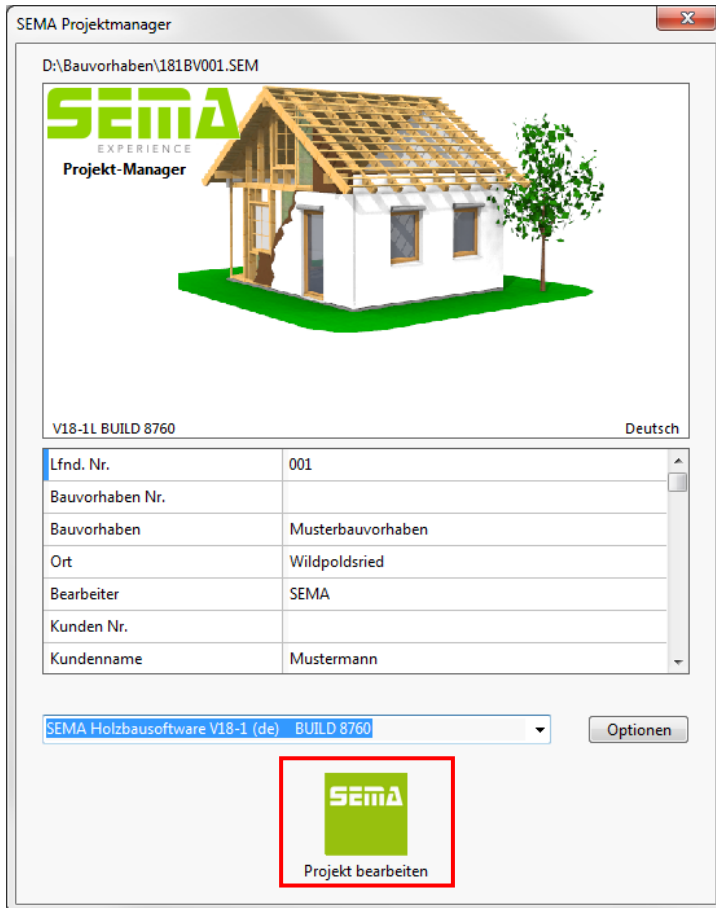 SEMA Projektmanager
D:\Bauvorhaben\181BV001.SEM
SEMA
EXPERIENCE
Projekt-Manager
V18-1L BUILD 8760 Deutsch
Lfnd. Nr. 001
Bauvorhaben Nr.
Bauvorhaben Musterbauvorhaben
Ort Wildpoldsried
Bearbeiter SEMA
Kunden Nr.
Kundenname Mustermann
SEMA Holzbausoftware V18-1 (de) BUILD 8760
Optionen
SEMA
Projekt bearbeiten